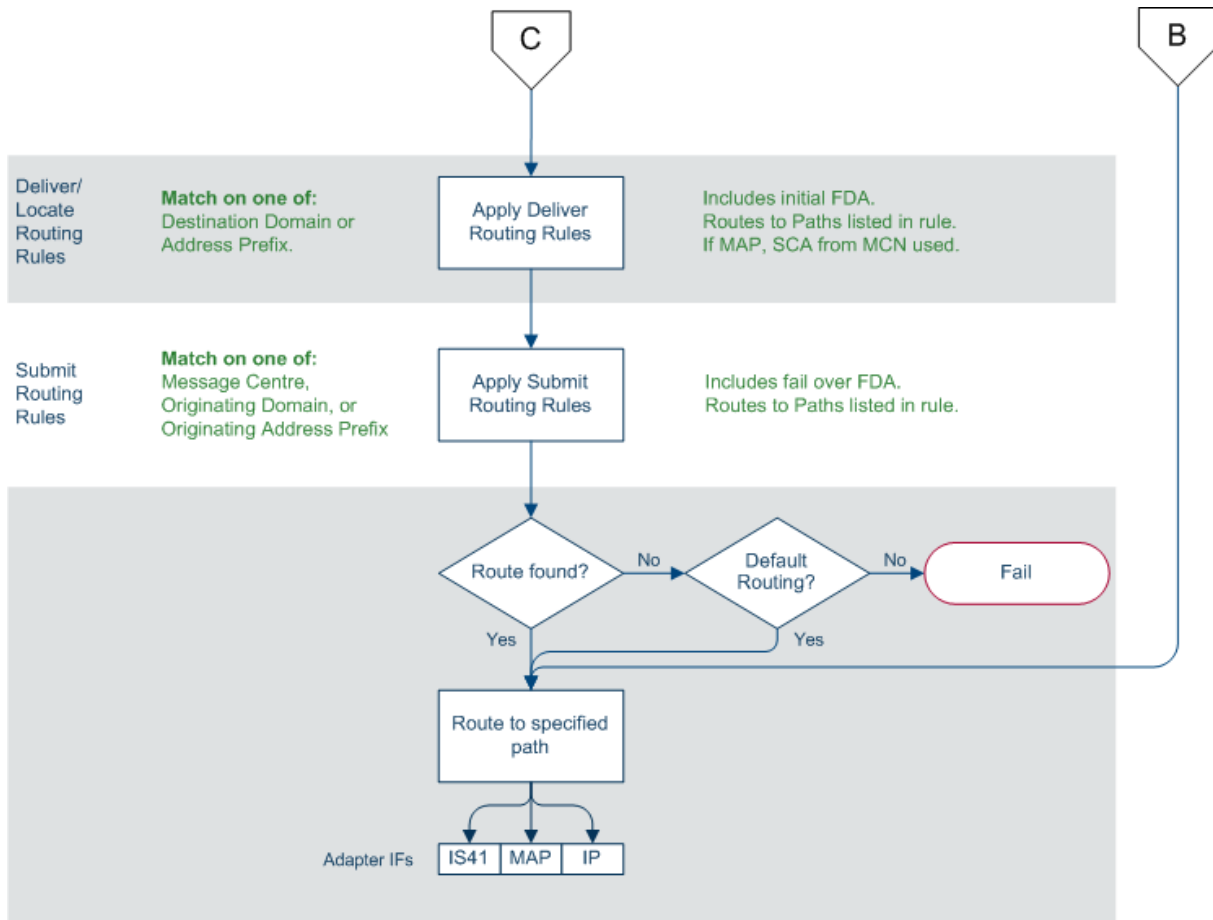 C
B
Deliver/
Locate
Routing
Rules
Match on one of:
Destination Domain or
Address Prefix.
Apply Deliver
Routing Rules
Includes initial FDA.
Routes to Paths listed in rule.
If MAP, SCA from MCN used.
Submit
Routing
Rules
Match on one of:
Message Centre,
Originating Domain, or
Originating Address Prefix
Apply Submit
Routing Rules
Includes fail over FDA.
Routes to Paths listed in rule.
Route found?
No
Default
Routing?
No
Fail
Yes
Yes
Route to specified
path
Adapter IFs
IS41
MAP
IP